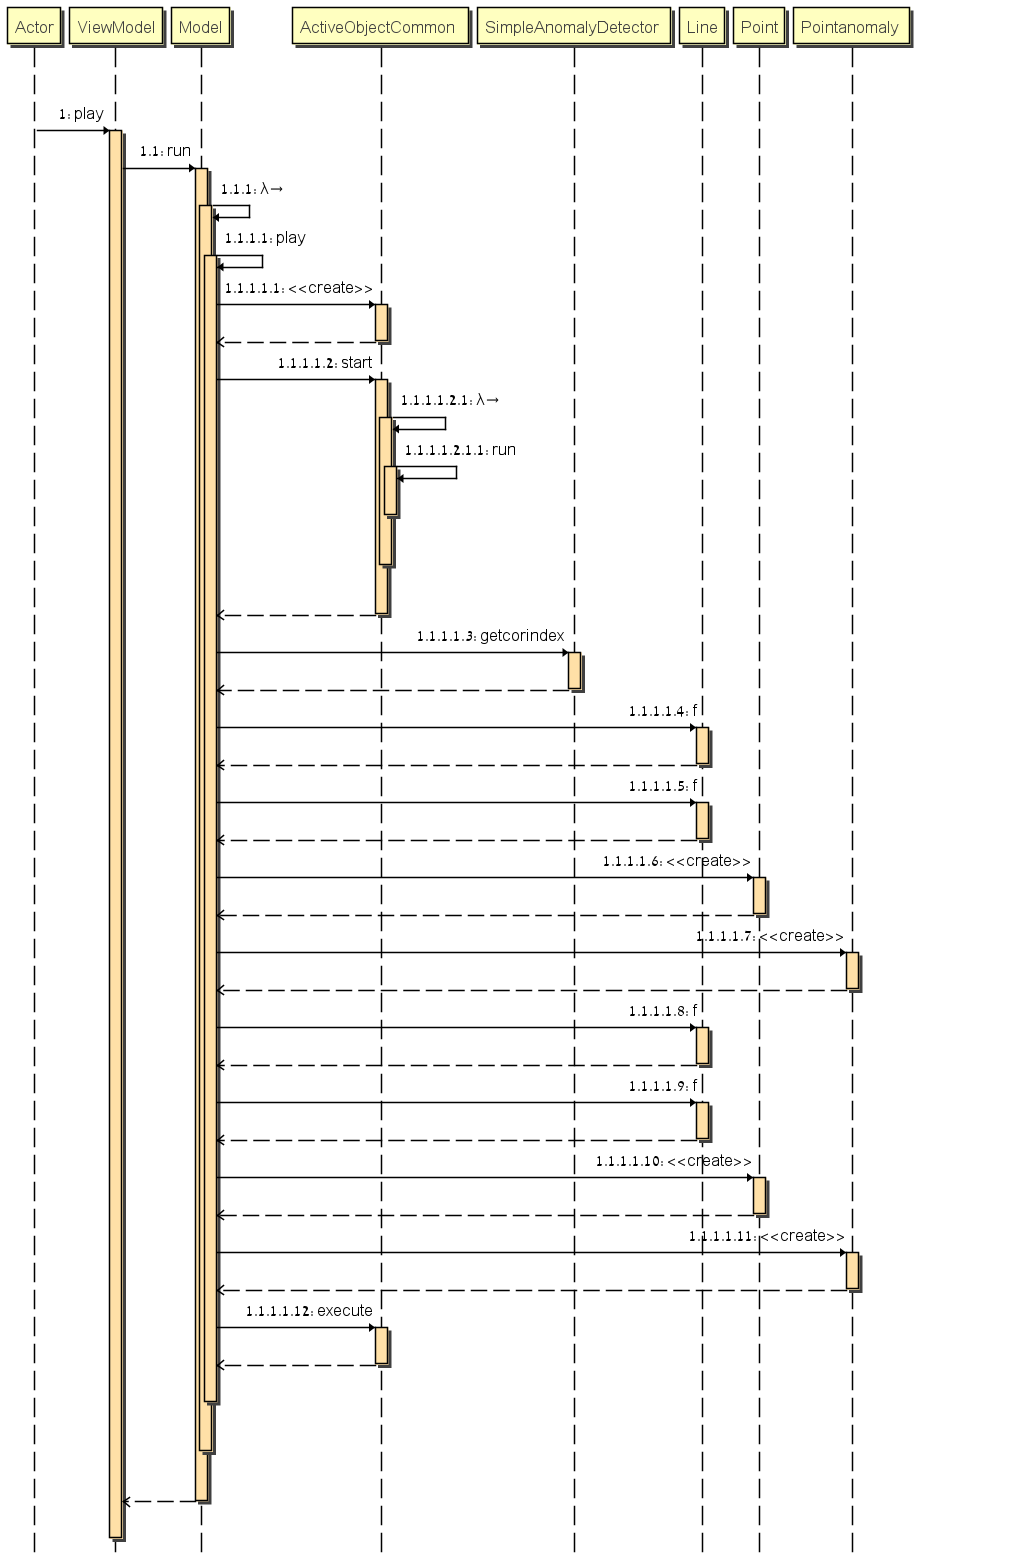 Actor ViewModel Model ActiveObjectCommon SimpleAnomalyDetector Line Point Pointanomaly
1: play
1.1: run
1.1.1: λ→
1.1.1.1: play
1.1.1.1.1: <<create>>
1.1.1.1.2: start
1.1.1.1.2.1: λ→
1.1.1.1.2.1.1: run
1.1.1.1.3: getcorindex
1.1.1.1.4: f
1.1.1.1.5: f
1.1.1.1.6: <<create>>
1.1.1.1.7: <<create>>
1.1.1.1.8: f
1.1.1.1.9: f
1.1.1.1.10: <<create>>
1.1.1.1.11: <<create>>
1.1.1.1.12: execute